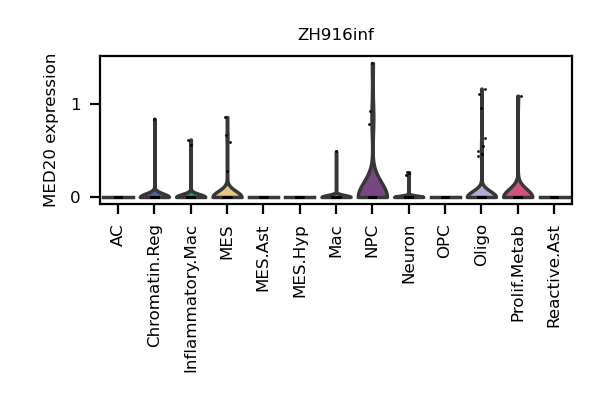 ZH916inf
MED20 expression
1
0
AC
Chromatin.Reg
Inflammatory.Mac
MES
MES.Ast
MES.Hyp
Mac
NPC
Neuron
OPC
Oligo
Prolif.Metab
Reactive.Ast